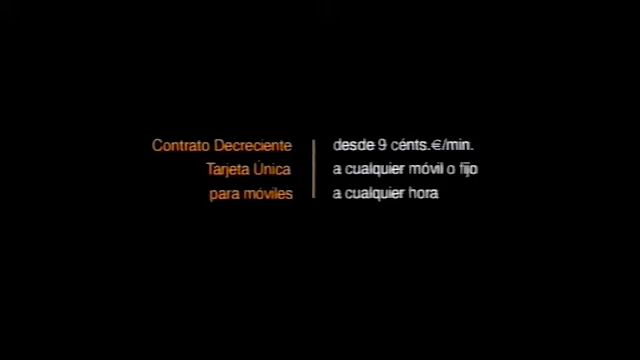 Contrato Decreciente
Tarjeta Única
para móviles
desde 9 cénts.€/min.
a cualquier móvil o fijo
a cualquier hora